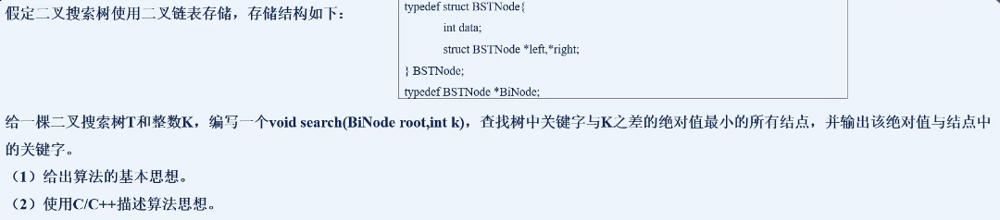 假定二叉搜索树使用二叉链表存储，存储结构如下：
typedef struct BSTNode{
int data;
struct BSTNode *left,*right;
} BSTNode;
typedef BSTNode *BiNode;
给一棵二叉搜索树T和整数K，编写一个void search(BiNode root,int k)，查找树中关键字与K之差的绝对值最小的所有结点，并输出该绝对值与结点中
的关键字。
（1）给出算法的基本思想。
（2）使用C/C++描述算法思想。